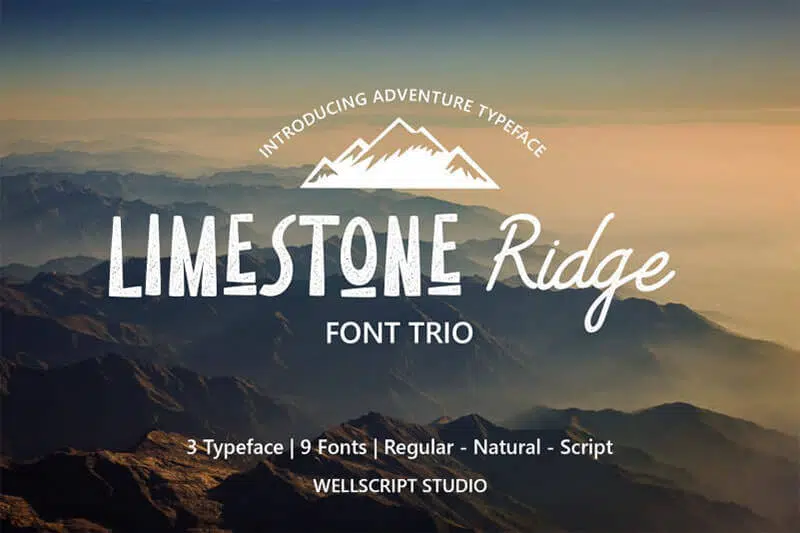 INTRODUCING ADVENTURE TYPEFACE
LIMESTONE Ridge
FONT TRIO
3 Typeface | 9 Fonts | Regular - Natural - Script
WELLSCRIPT STUDIO